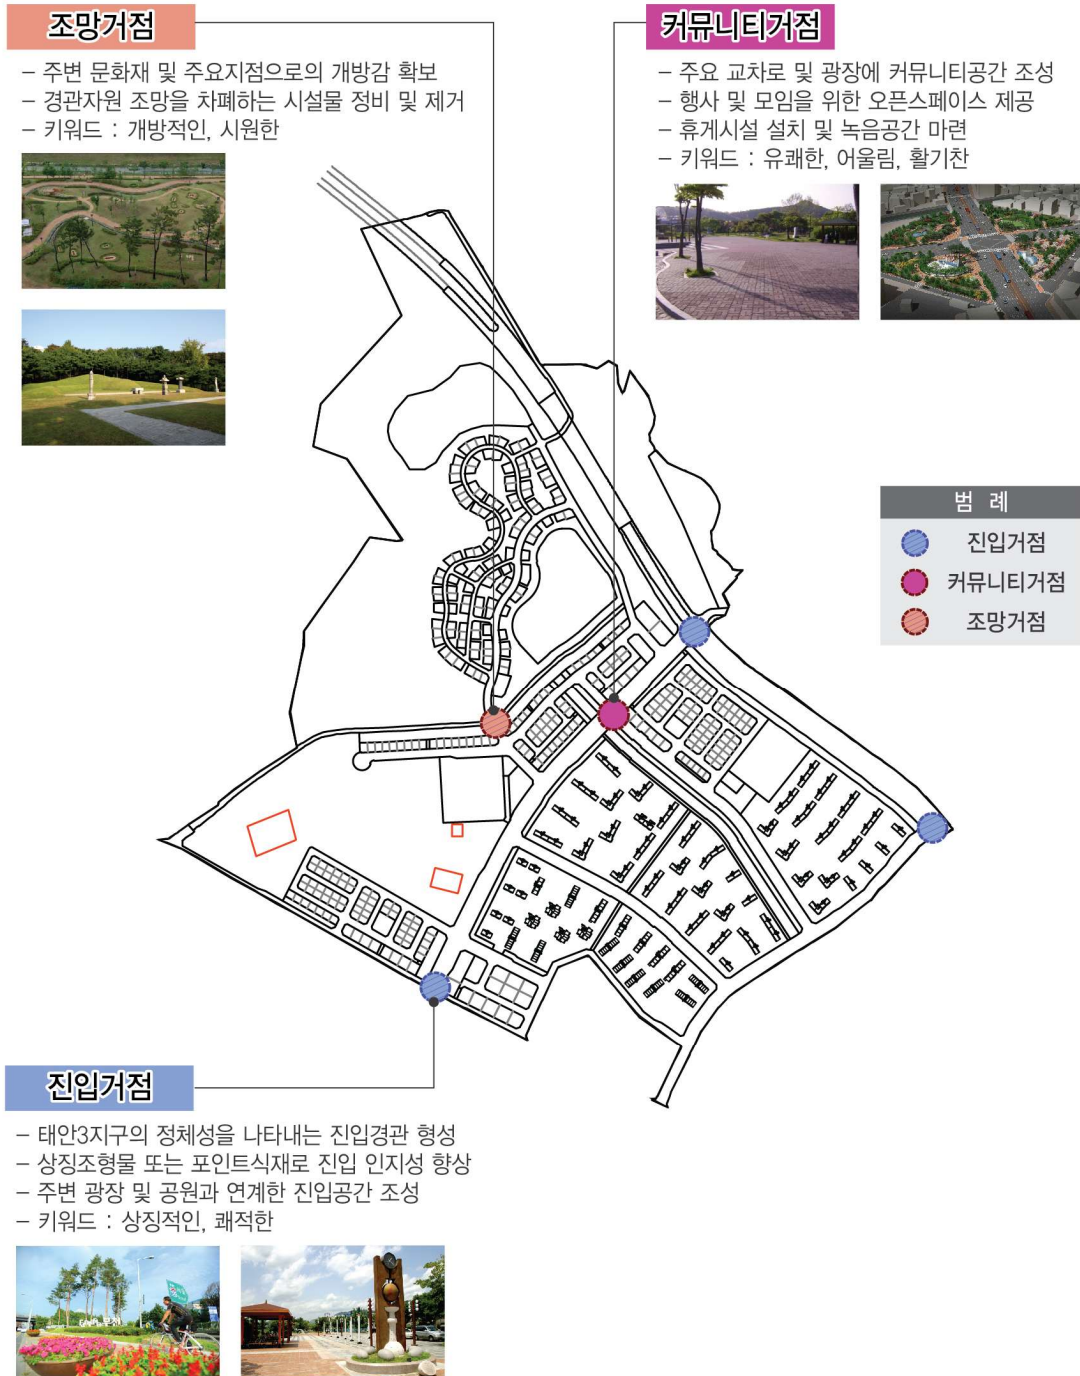 조망거점
- 주변 문화재 및 주요지점으로의 개방감 확보
- 경관자원 조망을 차폐하는 시설물 정비 및 제거
- 키워드 : 개방적인, 시원한
커뮤니티거점
- 주요 교차로 및 광장에 커뮤니티공간 조성
- 행사 및 모임을 위한 오픈스페이스 제공
- 휴게시설 설치 및 녹음공간 마련
- 키워드 : 유쾌한, 어울림, 활기찬
범 례
진입거점
커뮤니티거점
조망거점
진입거점
- 태안3지구의 정체성을 나타내는 진입경관 형성
- 상징조형물 또는 포인트식재로 진입 인지성 향상
- 주변 광장 및 공원과 연계한 진입공간 조성
- 키워드 : 상징적인, 쾌적한